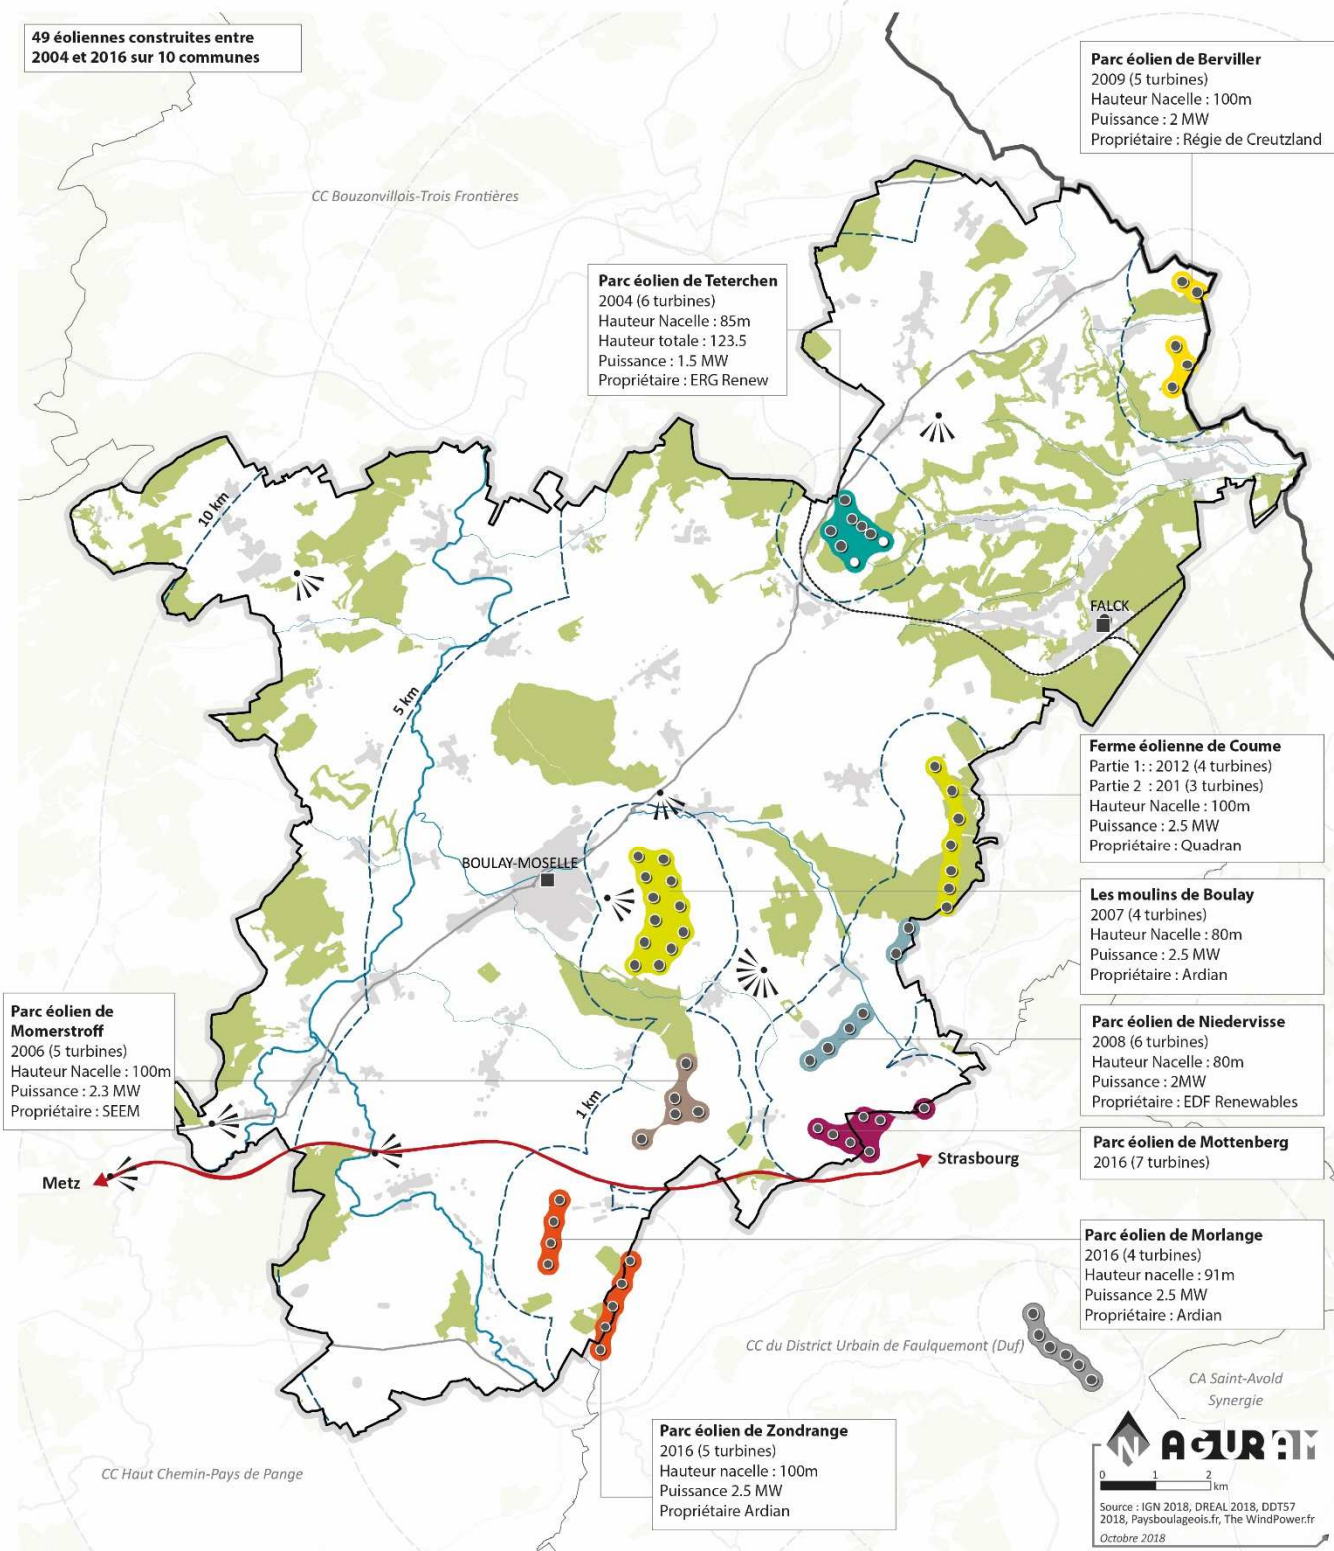 49 éoliennes construites entre
2004 et 2016 sur 10 communes
Parc éolien de Berviller
2009 (5 turbines)
Hauteur Nacelle : 100m
Puissance : 2 MW
Propriétaire : Régie de Creutzland
CC Bouzonvillois-Trois Frontières
Parc éolien de Teterchen
2004 (6 turbines)
Hauteur Nacelle : 85m
Hauteur totale : 123.5
Puissance : 1.5 MW
Propriétaire : ERG Renew
10 km
FALCK
5 km
Ferme éolienne de Coume
Partie 1: : 2012 (4 turbines)
Partie 2 : 201 (3 turbines)
Hauteur Nacelle : 100m
Puissance : 2.5 MW
Propriétaire : Quadran
BOULAY-MOSELLE
Les moulins de Boulay
2007 (4 turbines)
Hauteur Nacelle : 80m
Puissance : 2.5 MW
Propriétaire : Ardian
Parc éolien de
Momerstroff
2006 (5 turbines)
Hauteur Nacelle : 100m
Puissance : 2.3 MW
Propriétaire : SEEM
Parc éolien de Niedervisse
2008 (6 turbines)
Hauteur Nacelle : 80m
Puissance : 2MW
Propriétaire : EDF Renewables
1 km
Parc éolien de Mottenberg
2016 (7 turbines)
Metz
Strasbourg
Parc éolien de Morlange
2016 (4 turbines)
Hauteur nacelle : 91m
Puissance 2.5 MW
Propriétaire : Ardian
CC du District Urbain de Faulquemont (Duf)
CA Saint-Avold
Synergie
Parc éolien de Zondrange
2016 (5 turbines)
Hauteur nacelle : 100m
Puissance 2.5 MW
Propriétaire Ardian
CC Haut Chemin-Pays de Pange
N AGURAM
0 1 2
km
Source : IGN 2018, DREAL 2018, DDT57
2018, Paysboulageois.fr, The WindPower.fr
Octobre 2018